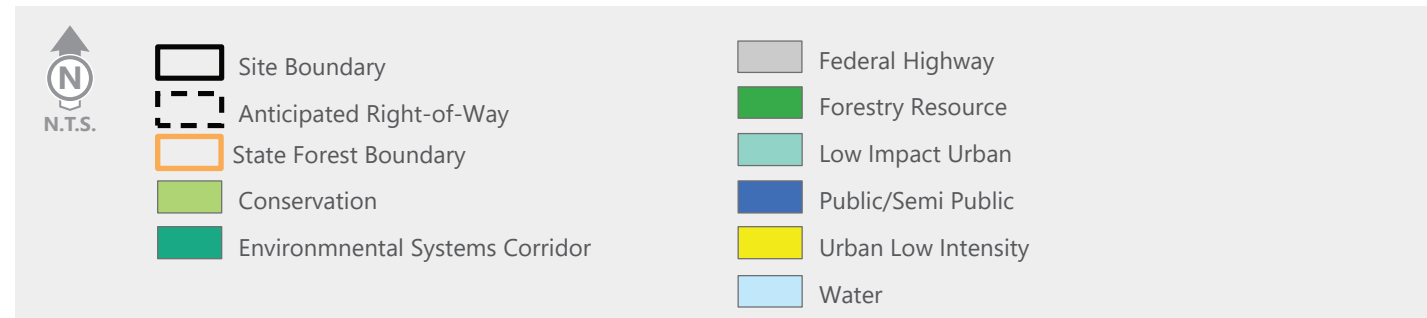 N
N.T.S.
Site Boundary
Anticipated Right-of-Way
State Forest Boundary
Conservation
Environmnental Systems Corridor
Federal Highway
Forestry Resource
Low Impact Urban
Public/Semi Public
Urban Low Intensity
Water